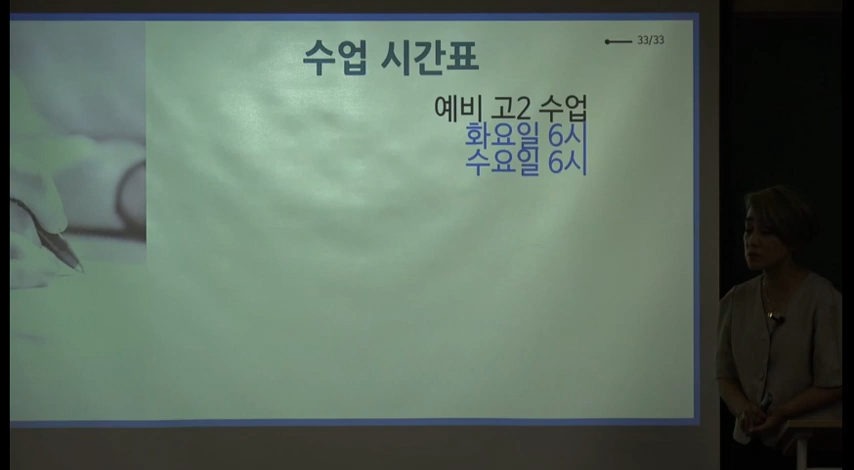 수업 시간표
33/33
예비 고2 수업
화요일 6시
수요일 6시